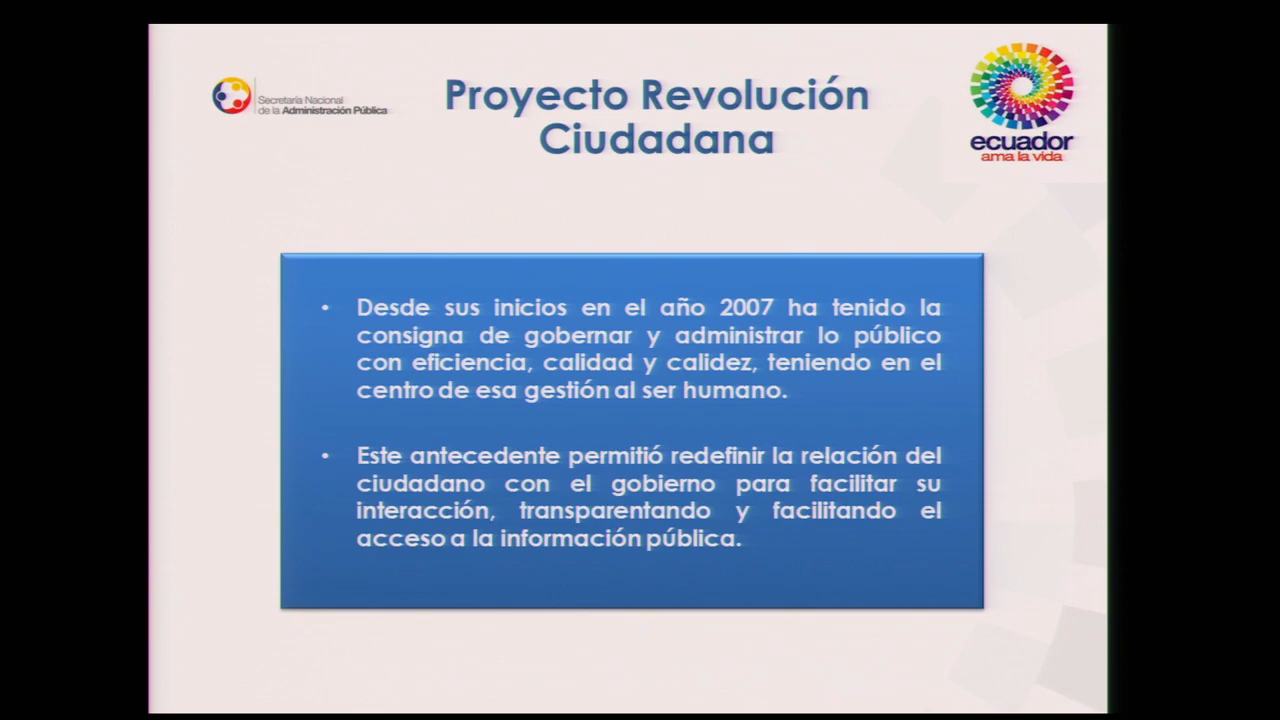 Secretaría Nacional
de la Administración Pública
Proyecto Revolución
Ciudadana
ecuador
ama la vida
• Desde sus inicios en el año 2007 ha tenido la
consigna de gobernar y administrar lo público
con eficiencia, calidad y calidez, teniendo en el
centro de esa gestión al ser humano.
• Este antecedente permitió redefinir la relación del
ciudadano con el gobierno para facilitar su
interacción, transparentando y facilitando el
acceso a la información pública.